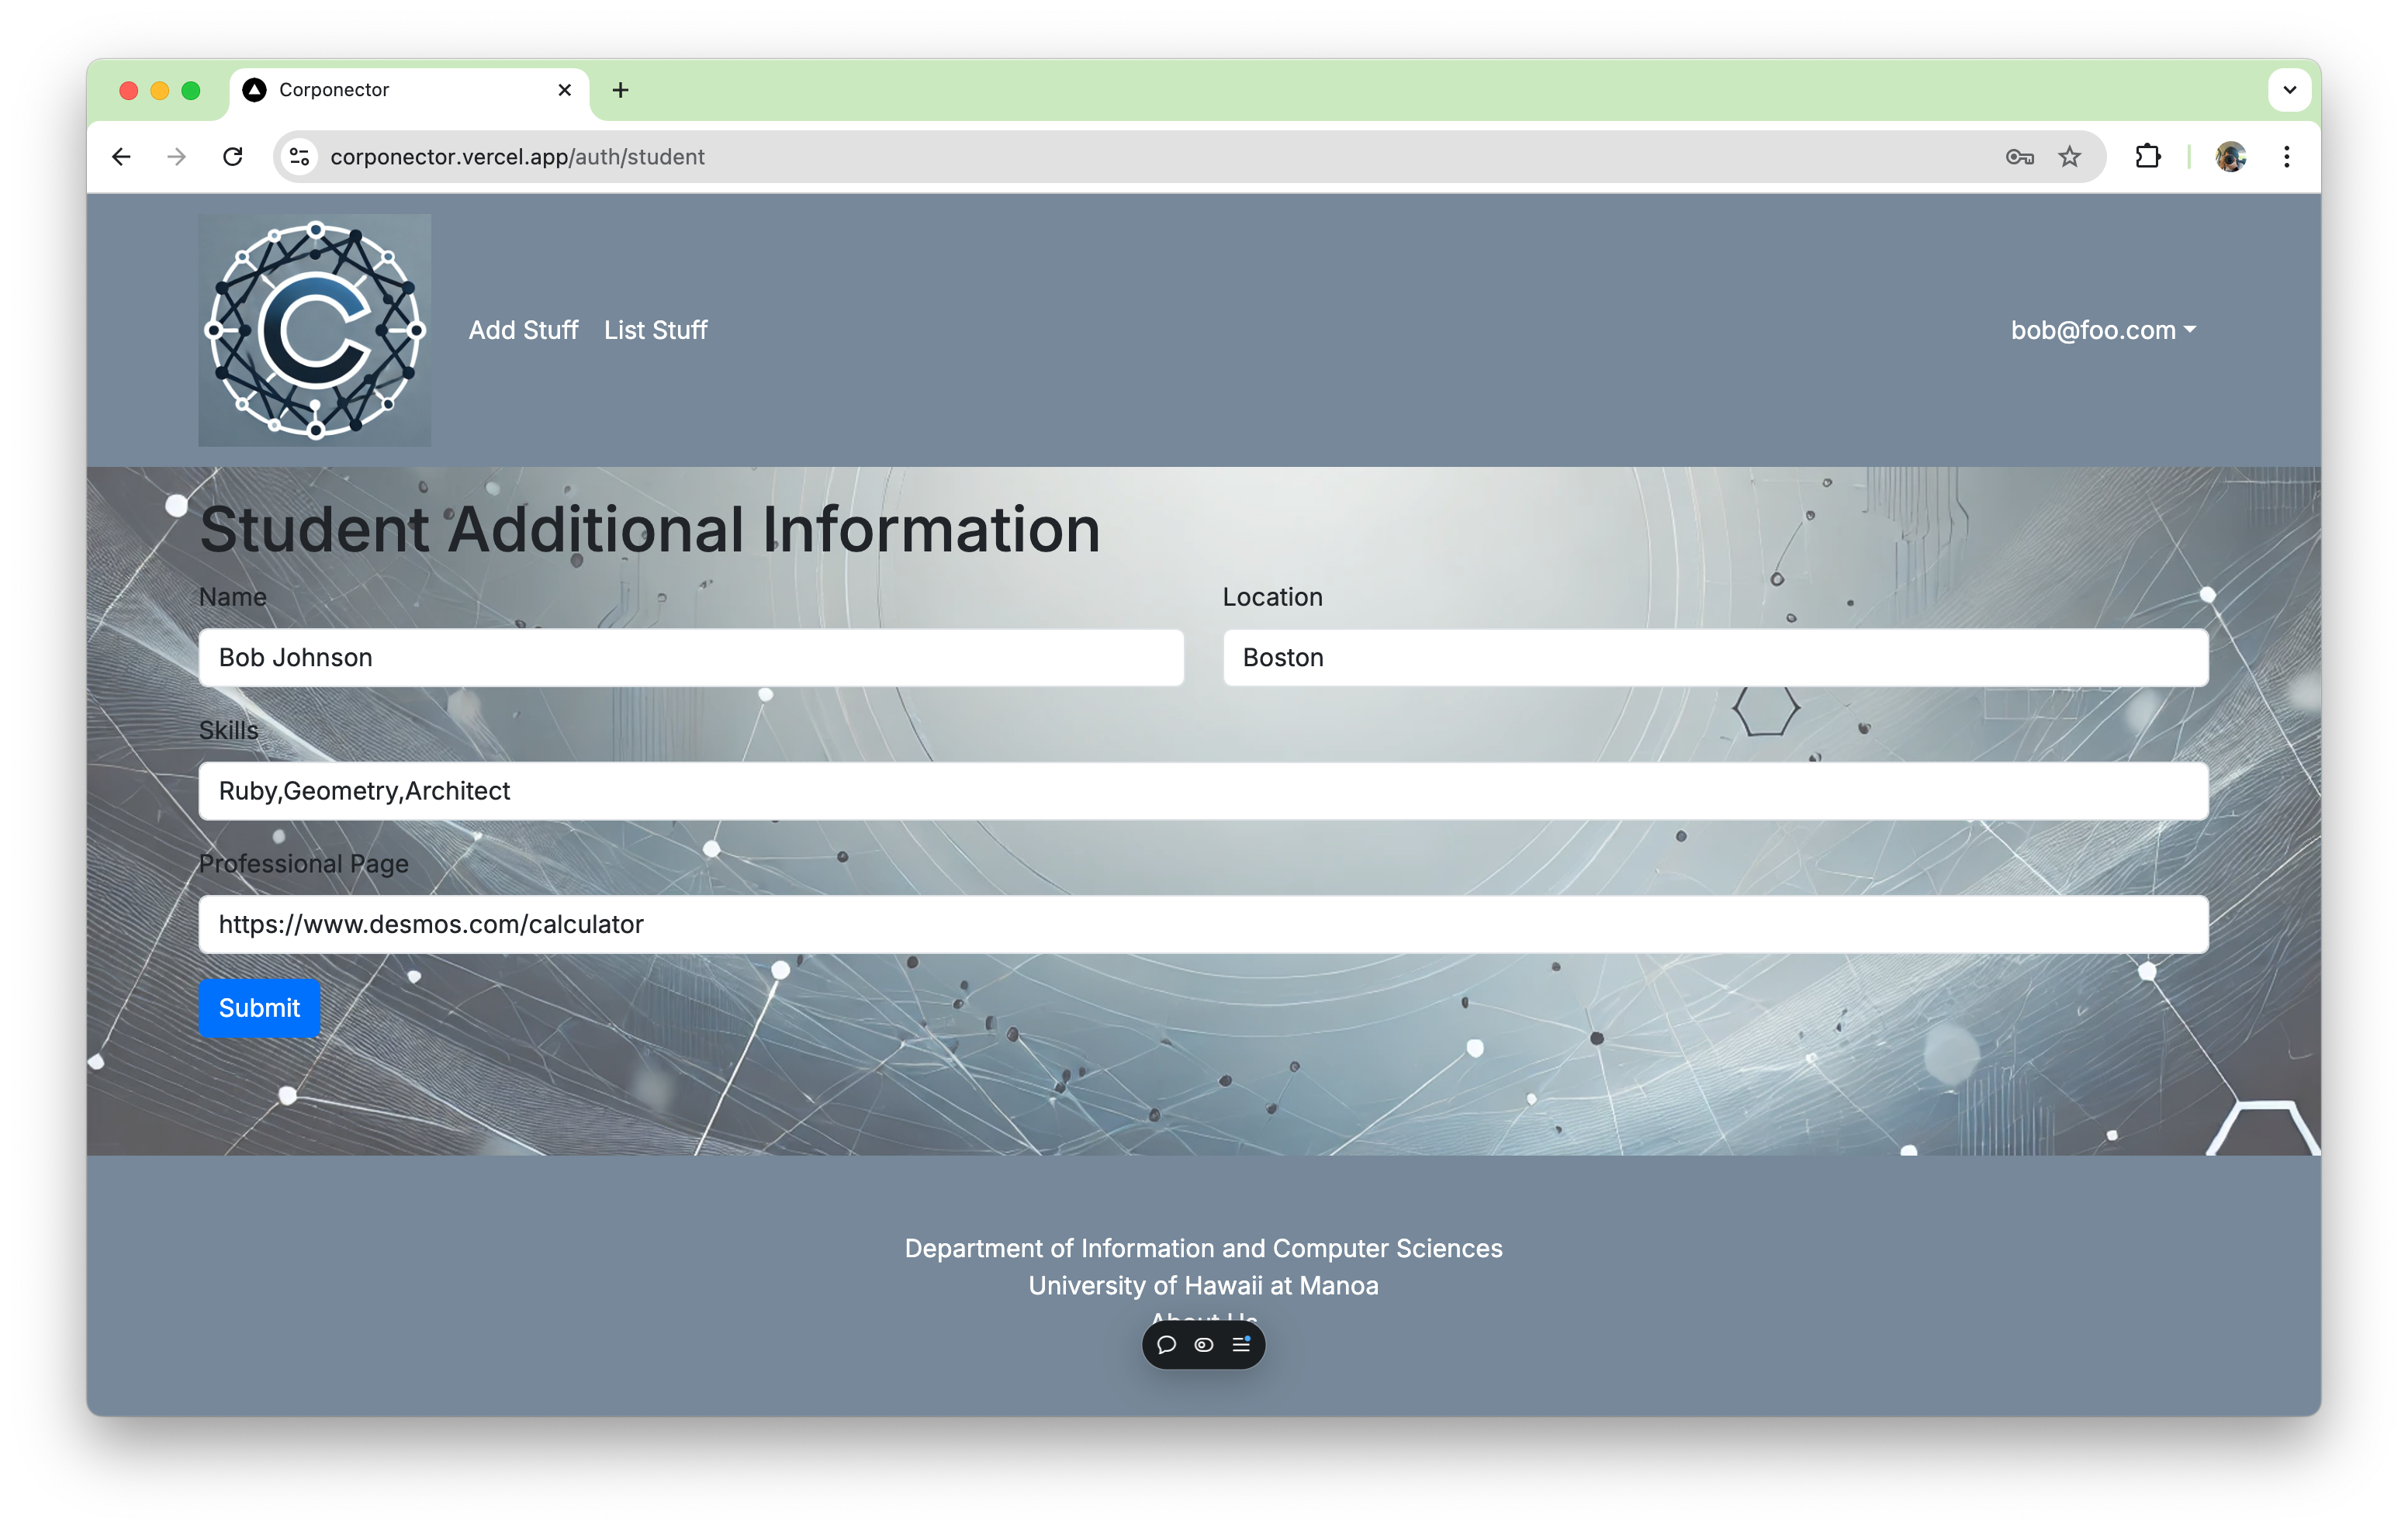 Corponector
corponector.vercel.app/auth/student
C
Add Stuff List Stuff bob@foo.com
Student Additional Information
Name Location
Bob Johnson Boston
Skills
Ruby,Geometry,Architect
Professional Page
https://www.desmos.com/calculator
Submit
Department of Information and Computer Sciences
University of Hawaii at Manoa
About Us